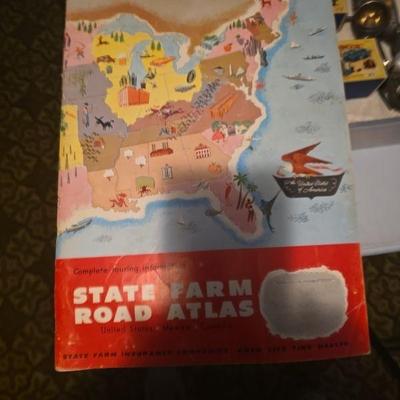 the United States
of America
Complete touring information
STATE FARM
ROAD ATLAS
United States • Mexico • Canada
STATE FARM INSURANCE COMPANIES